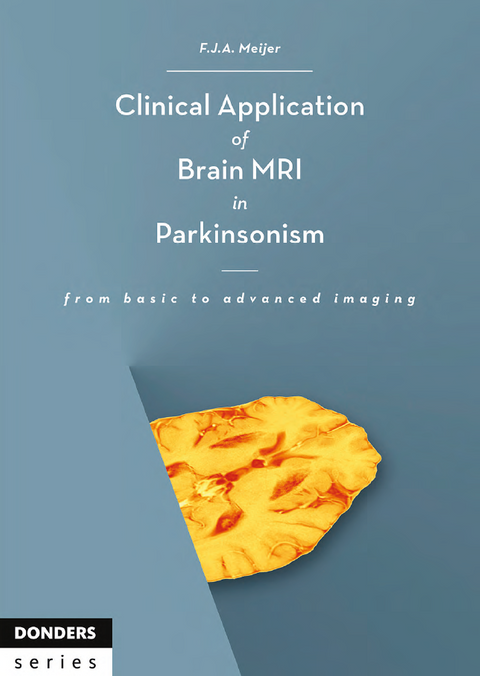 F.J.A. Meijer
Clinical Application
of
Brain MRI
in
Parkinsonism
from basic to advanced imaging
DONDERS
series